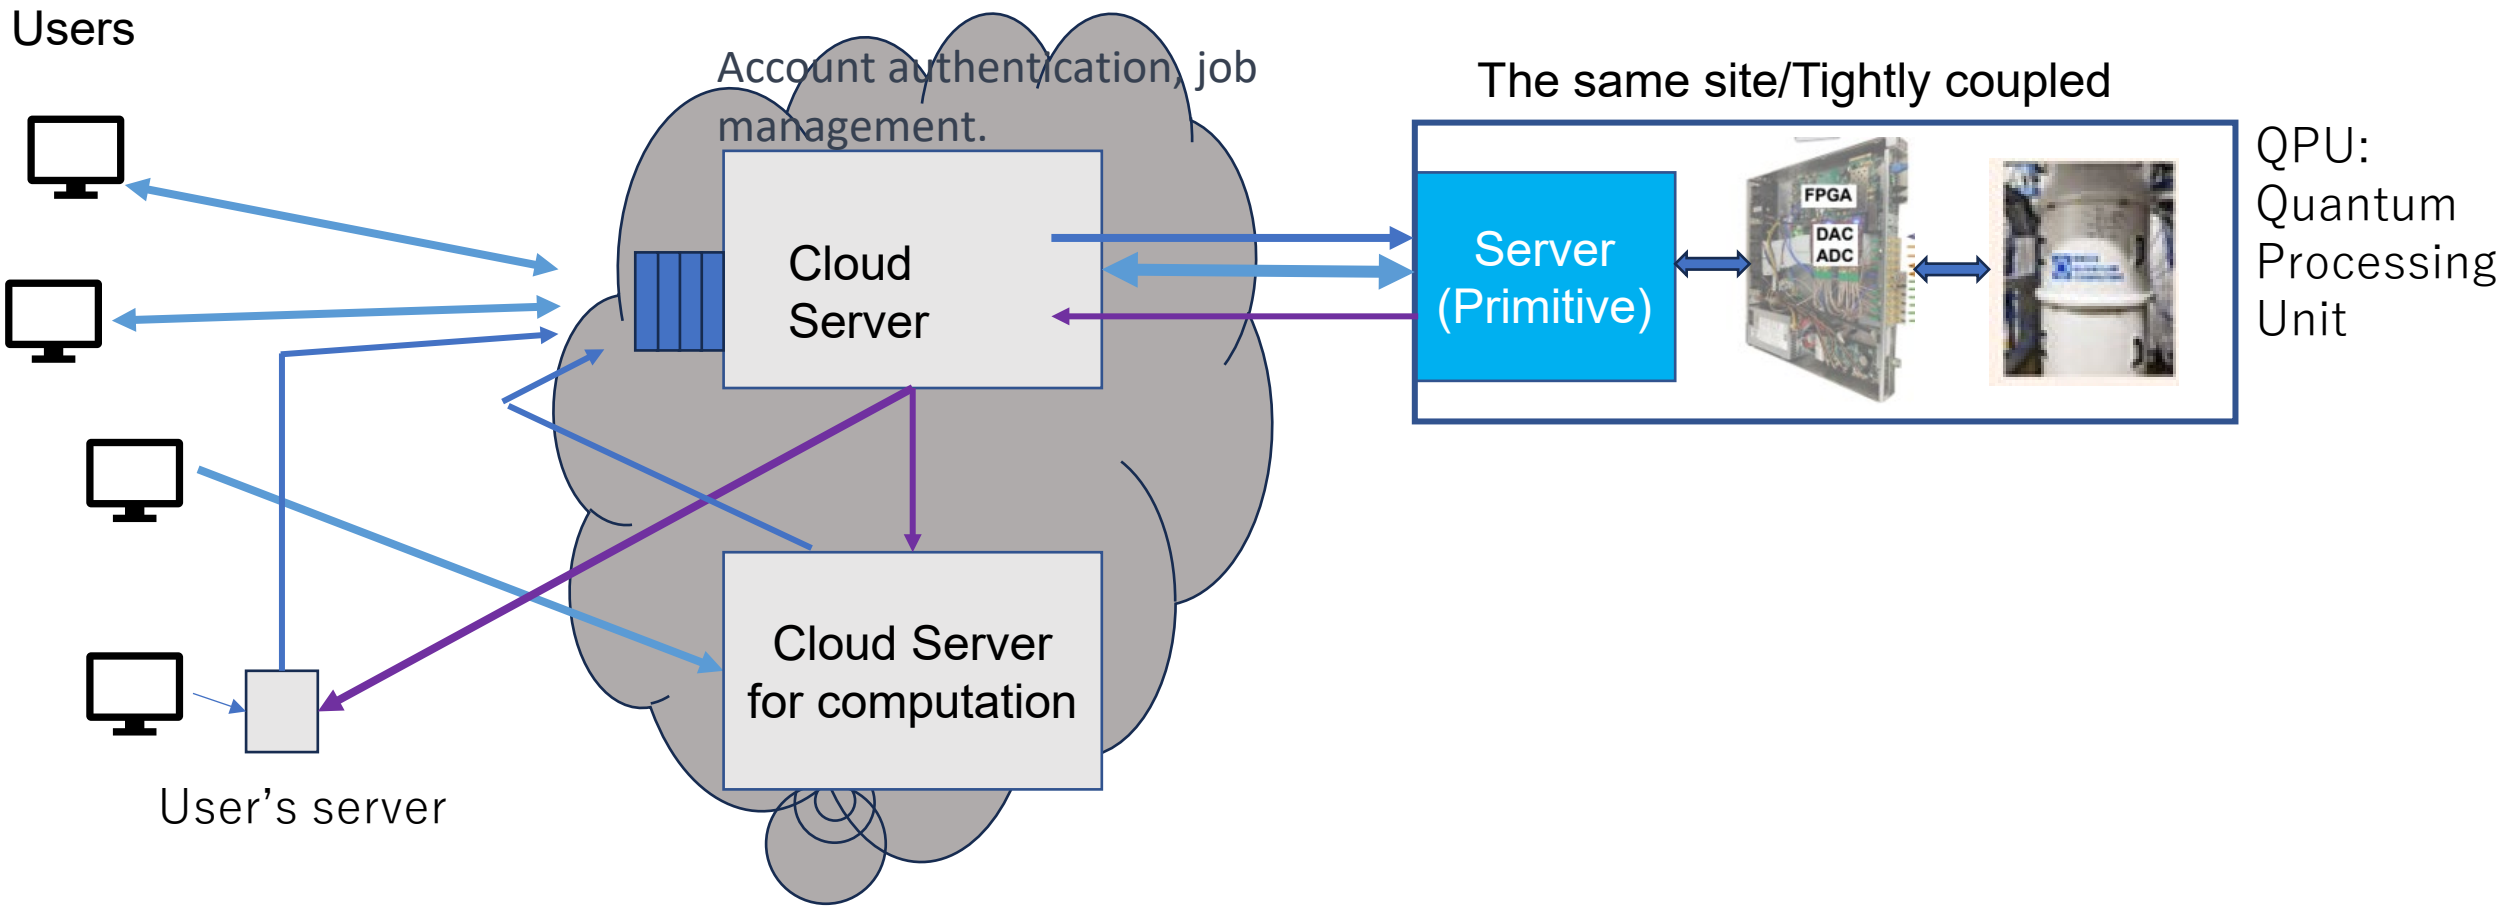 Users
Account authentication, job
management.
The same site/Tightly coupled
QPU:
Quantum
Processing
Unit
FPGA
DAC
ADC
Server
(Primitive)
Cloud
Server
Cloud Server
for computation
User’s server